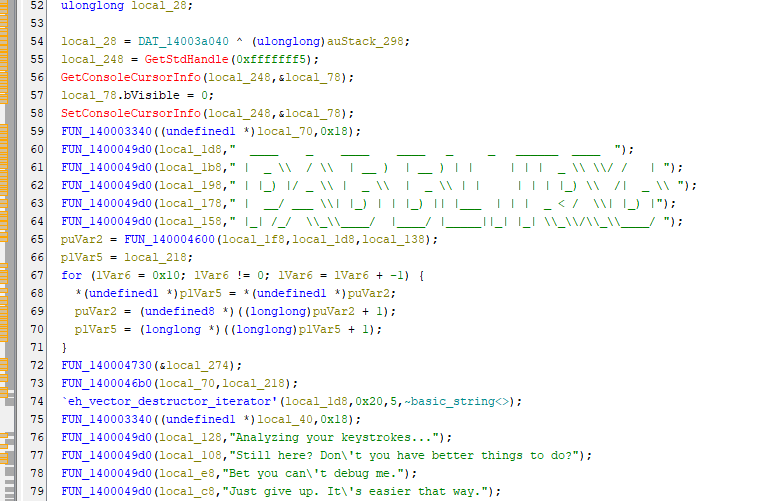 52 ulonglong local_28;
53
54 local_28 = DAT_14003a040 ^ (ulonglong)auStack_298;
55 local_248 = GetStdHandle(0xfffffff5);
56 GetConsoleCursorInfo(local_248,&local_78);
57 local_78.bVisible = 0;
58 SetConsoleCursorInfo(local_248,&local_78);
59 FUN_140003340((undefined1 *)local_70,0x18);
60 FUN_1400049d0(local_1d8,"  ____    _    ____    ____  _    _  ______  ____  ");
61 FUN_1400049d0(local_1b8," |  _ \\  / \\  | __ )  | __ ) | |    | | |  _ \\ \\/ /  | ");
62 FUN_1400049d0(local_198," | |_) |/ _ \\ |  _ \\  |  _ \\ | |    | | | |_) \\  /|  _ \\ ");
63 FUN_1400049d0(local_178," |  __/ ___ \\| |_) | | |_) || |___ | | |  _ < /  \\| |_) |");
64 FUN_1400049d0(local_158," |_| /_/  \\_\\____/  |____/ |_____||_| |_| \\_\\/\\_\\____/ ");
65 puVar2 = FUN_140004600(local_1f8,local_1d8,local_138);
66 plVar5 = local_218;
67 for (lVar6 = 0x10; lVar6 != 0; lVar6 = lVar6 + -1) {
68 *(undefined1 *)plVar5 = *(undefined1 *)puVar2;
69 puVar2 = (undefined8 *)((longlong)puVar2 + 1);
70 plVar5 = (longlong *)((longlong)plVar5 + 1);
71 }
72 FUN_140004730(&local_274);
73 FUN_1400046b0(local_70,local_218);
74 `eh_vector_destructor_iterator'(local_1d8,0x20,5,~basic_string<>);
75 FUN_140003340((undefined1 *)local_40,0x18);
76 FUN_1400049d0(local_128,"Analyzing your keystrokes...");
77 FUN_1400049d0(local_108,"Still here? Don\'t you have better things to do?");
78 FUN_1400049d0(local_e8,"Bet you can\'t debug me.");
79 FUN_1400049d0(local_c8,"Just give up. It\'s easier that way.");